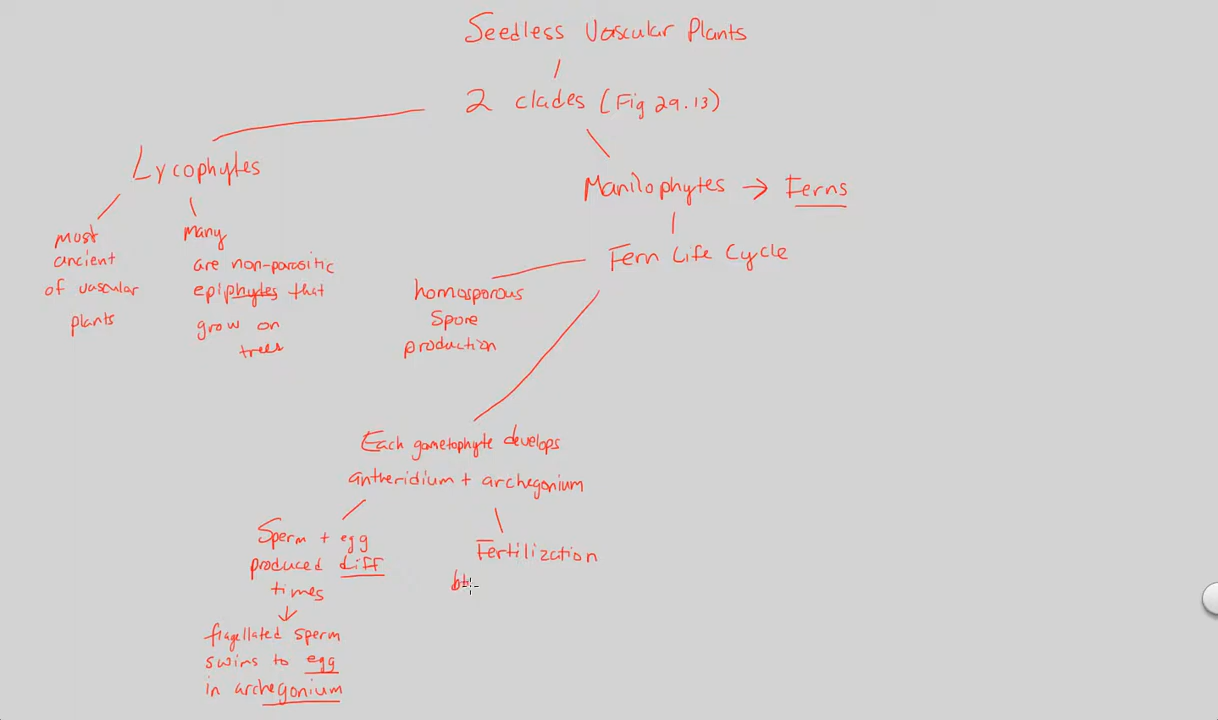 Seedless Vascular Plants
2 clades (Fig 29.13)
Lycophytes
most
ancient
of vascular
plants
Many
are non-parasitic
epiphytes that
grow on
trees
Manilophytes → Ferns
Fern Life Cycle
homosporous
Spore
production
Each gametophyte develops
antheridium + archegonium
Sperm + egg
produced diff
times
flagellated sperm
swims to egg
in archegonium
Fertilization
bt